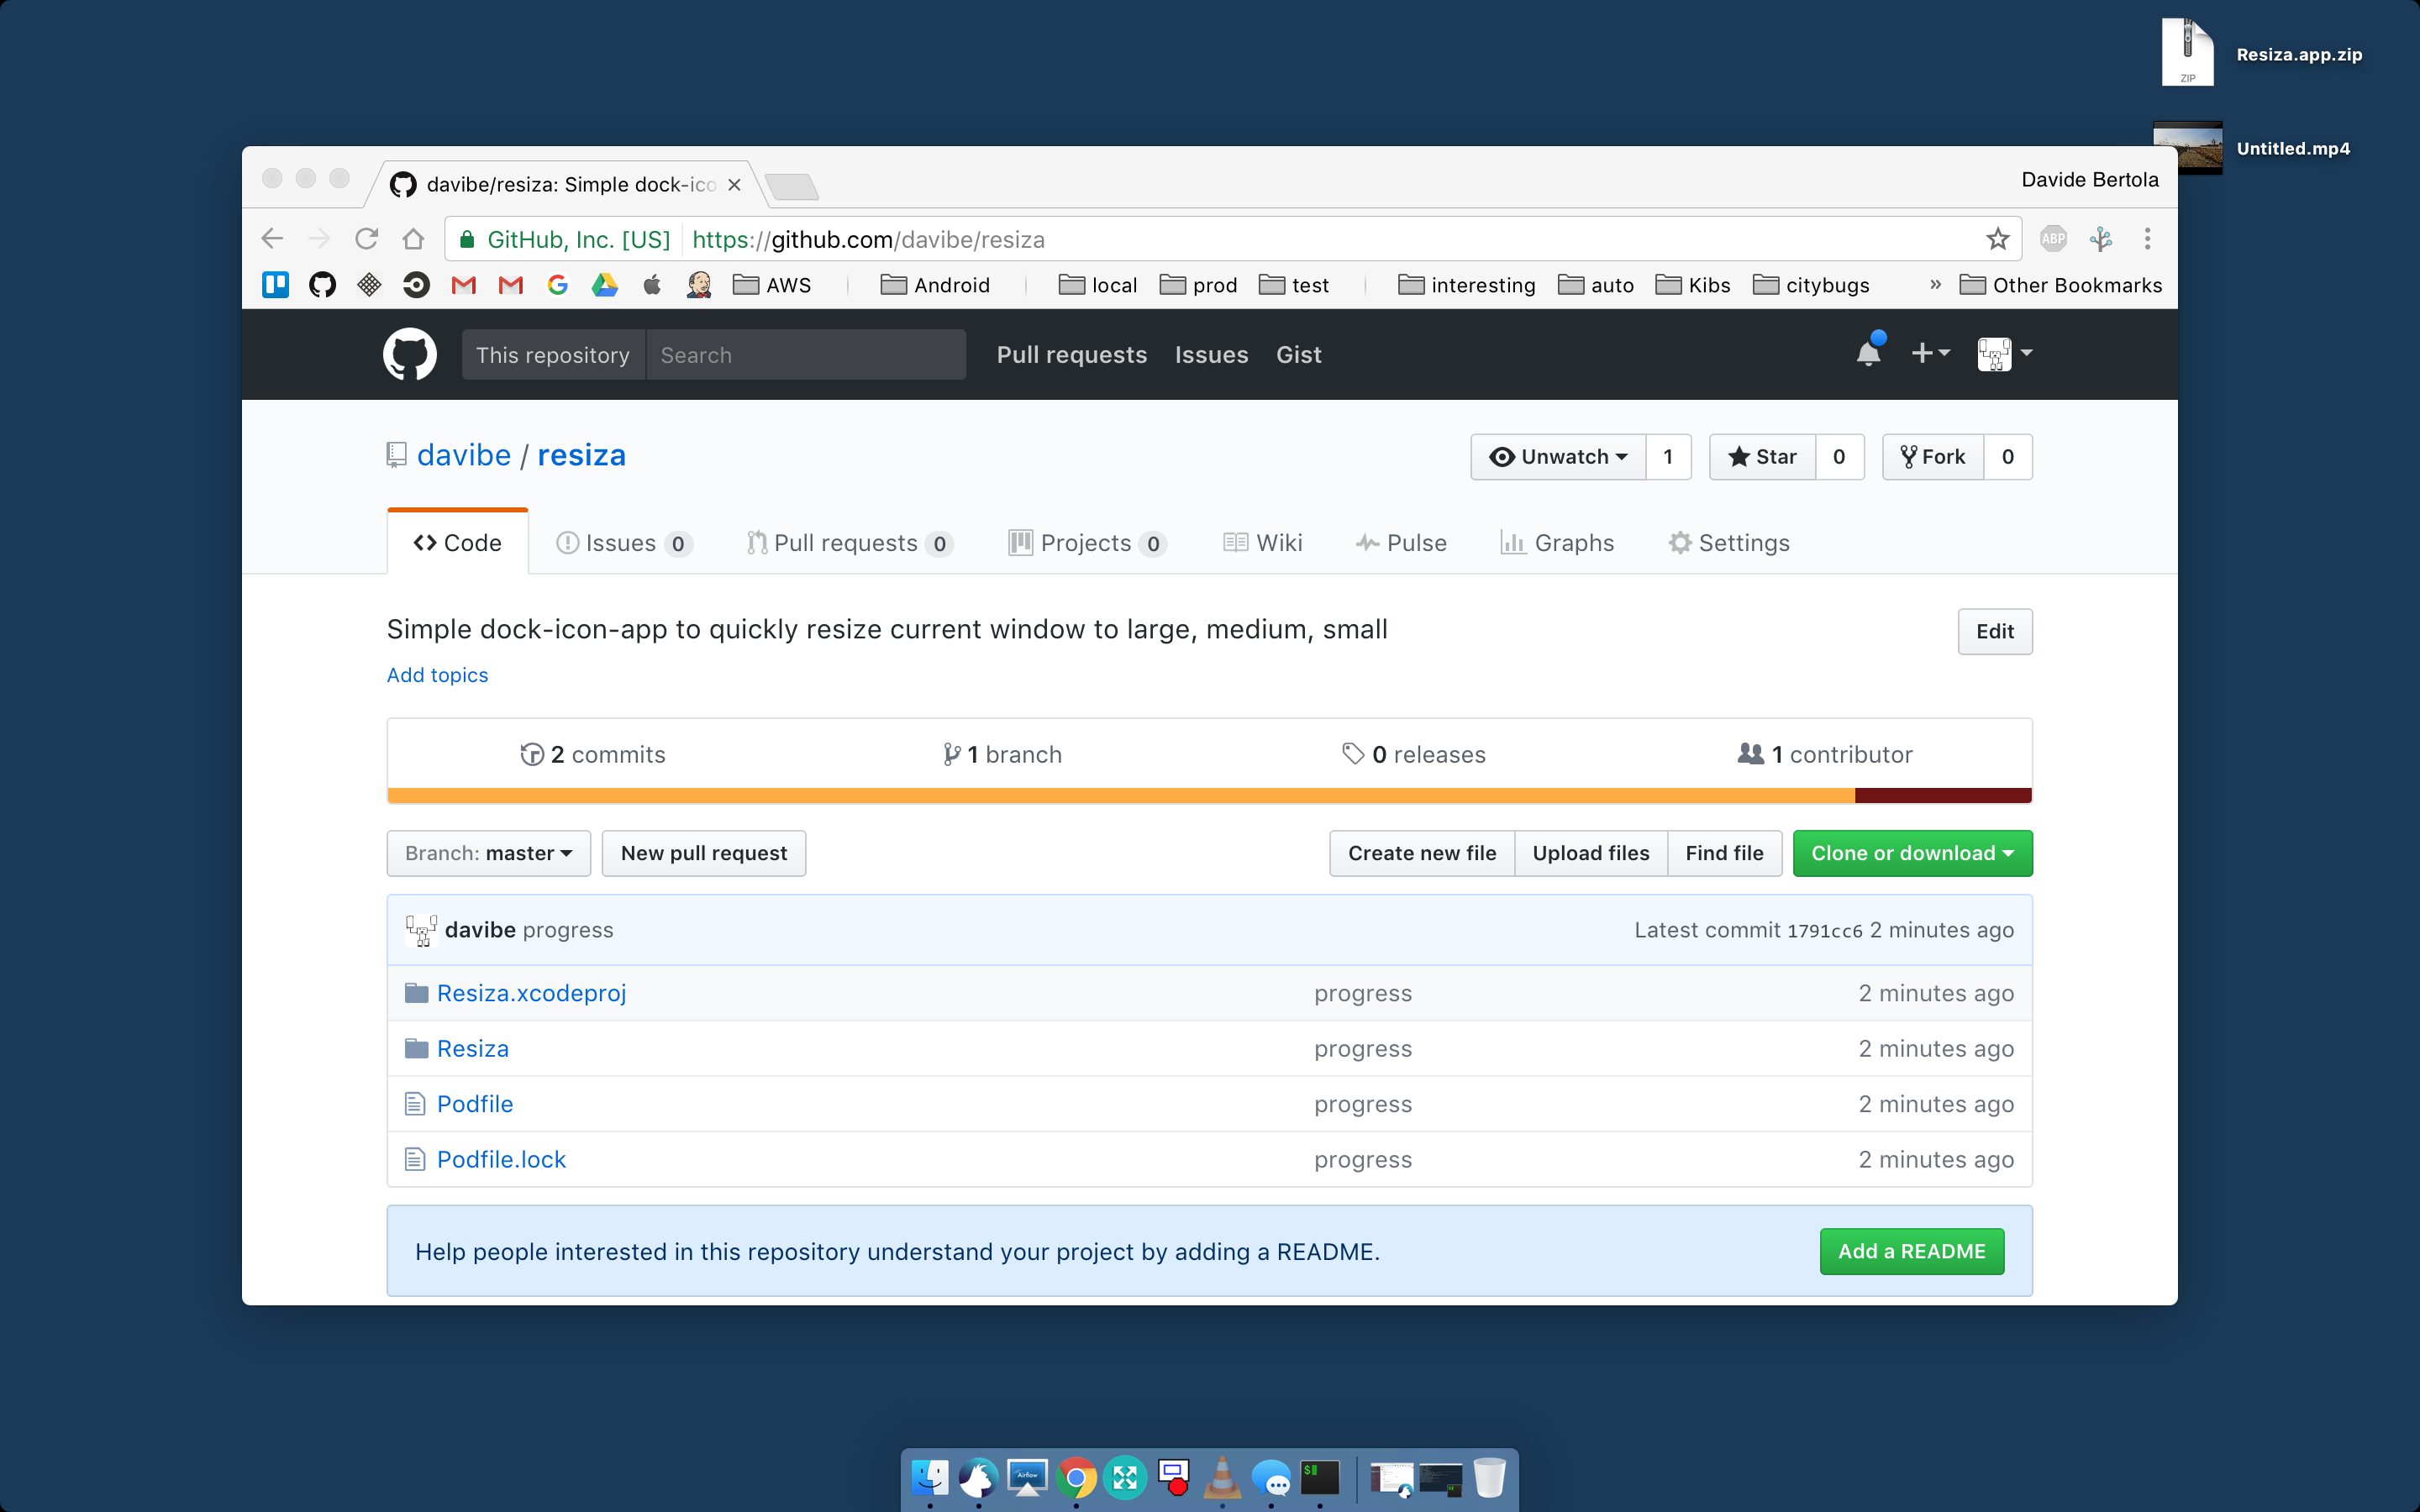 Resiza.app.zip
ZIP
Untitled.mp4
davibe/resiza: Simple dock-ico
Davide Bertola
GitHub, Inc. [US] https://github.com/davibe/resiza
ABP
AWS Android local prod test interesting auto Kibs citybugs » Other Bookmarks
This repository Search Pull requests Issues Gist
davibe / resiza
Unwatch 1 Star 0 Fork 0
Code Issues 0 Pull requests 0 Projects 0 Wiki Pulse Graphs Settings
Simple dock-icon-app to quickly resize current window to large, medium, small
Edit
Add topics
2 commits 1 branch 0 releases 1 contributor
Branch: master New pull request Create new file Upload files Find file Clone or download
davibe progress Latest commit 1791cc6 2 minutes ago
Resiza.xcodeproj progress 2 minutes ago
Resiza progress 2 minutes ago
Podfile progress 2 minutes ago
Podfile.lock progress 2 minutes ago
Help people interested in this repository understand your project by adding a README.
Add a README
Airflow
$